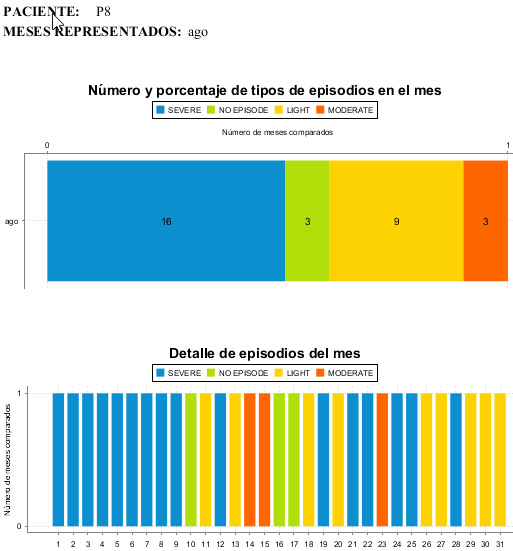 PACIENTE: P8
MESES REPRESENTADOS: ago
Número y porcentaje de tipos de episodios en el mes
SEVERE NO EPISODE LIGHT MODERATE
Número de meses comparados
0 1
ago 16 3 9 3
Detalle de episodios del mes
SEVERE NO EPISODE LIGHT MODERATE
Número de meses comparados
1
0
1 2 3 4 5 6 7 8 9 10 11 12 13 14 15 16 17 18 19 20 21 22 23 24 25 26 27 28 29 30 31